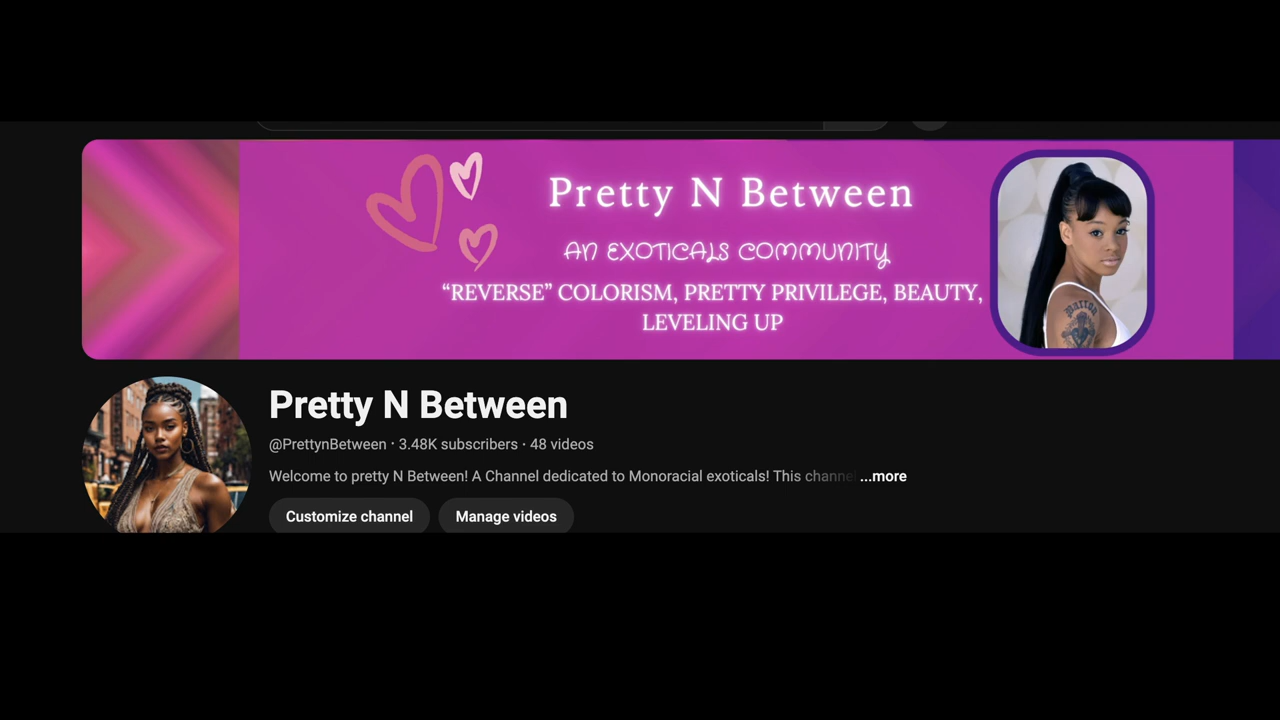 Pretty N Between
AN EXOTICALS COMMUNITY
“REVERSE” COLORISM, PRETTY PRIVILEGE, BEAUTY,
LEVELING UP
Pretty N Between
@PrettynBetween · 3.48K subscribers · 48 videos
Welcome to pretty N Between! A Channel dedicated to Monoracial exoticals! This channel ...more
Customize channel
Manage videos